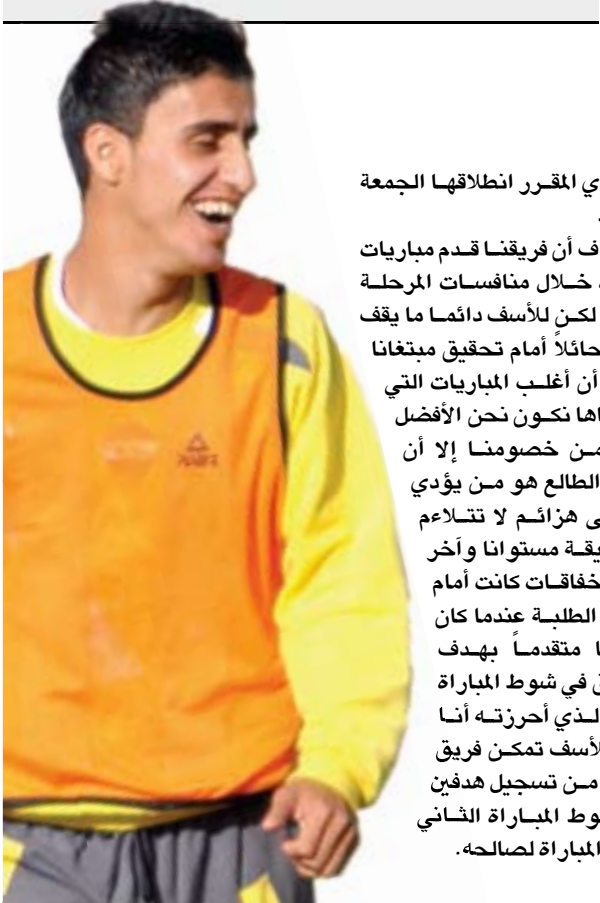 ي المقرر انطلاقها الجمعة
.
ف أن فريقنا قدم مباريات
خلال منافسات المرحلة
لكن للأسف دائما ما يقف
حائلاً أمام تحقيق مبتغانا
أن أغلب المباريات التي
اها نكون نحن الأفضل
من خصومنا إلا أن
الطالع هو من يؤدي
ى هزائم لا تتلاءم
يقة مستوانا وآخر
خفاقات كانت أمام
الطلبة عندما كان
ا متقدماً بهدف
في شوط المباراة
لذي أحرزته أنا
لأسف تمكن فريق
من تسجيل هدفين
وط المباراة الثاني
المباراة لصالحه.